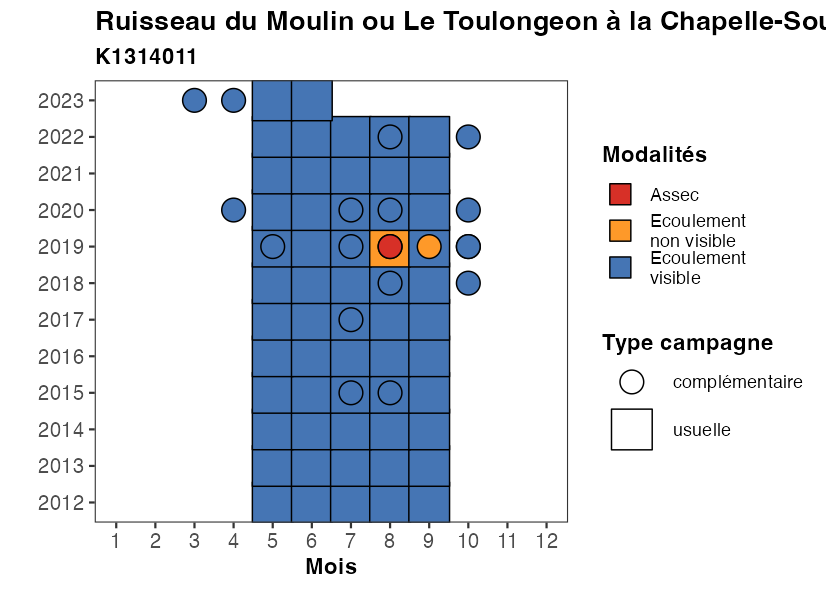 Ruisseau du Moulin ou Le Toulongeon à la Chapelle-Sou
K1314011
2023
2022
2021
2020
2019
2018
2017
2016
2015
2014
2013
2012
1 2 3 4 5 6 7 8 9 10 11 12
Mois
Modalités
Assec
Ecoulement
non visible
Ecoulement
visible
Type campagne
complémentaire
usuelle